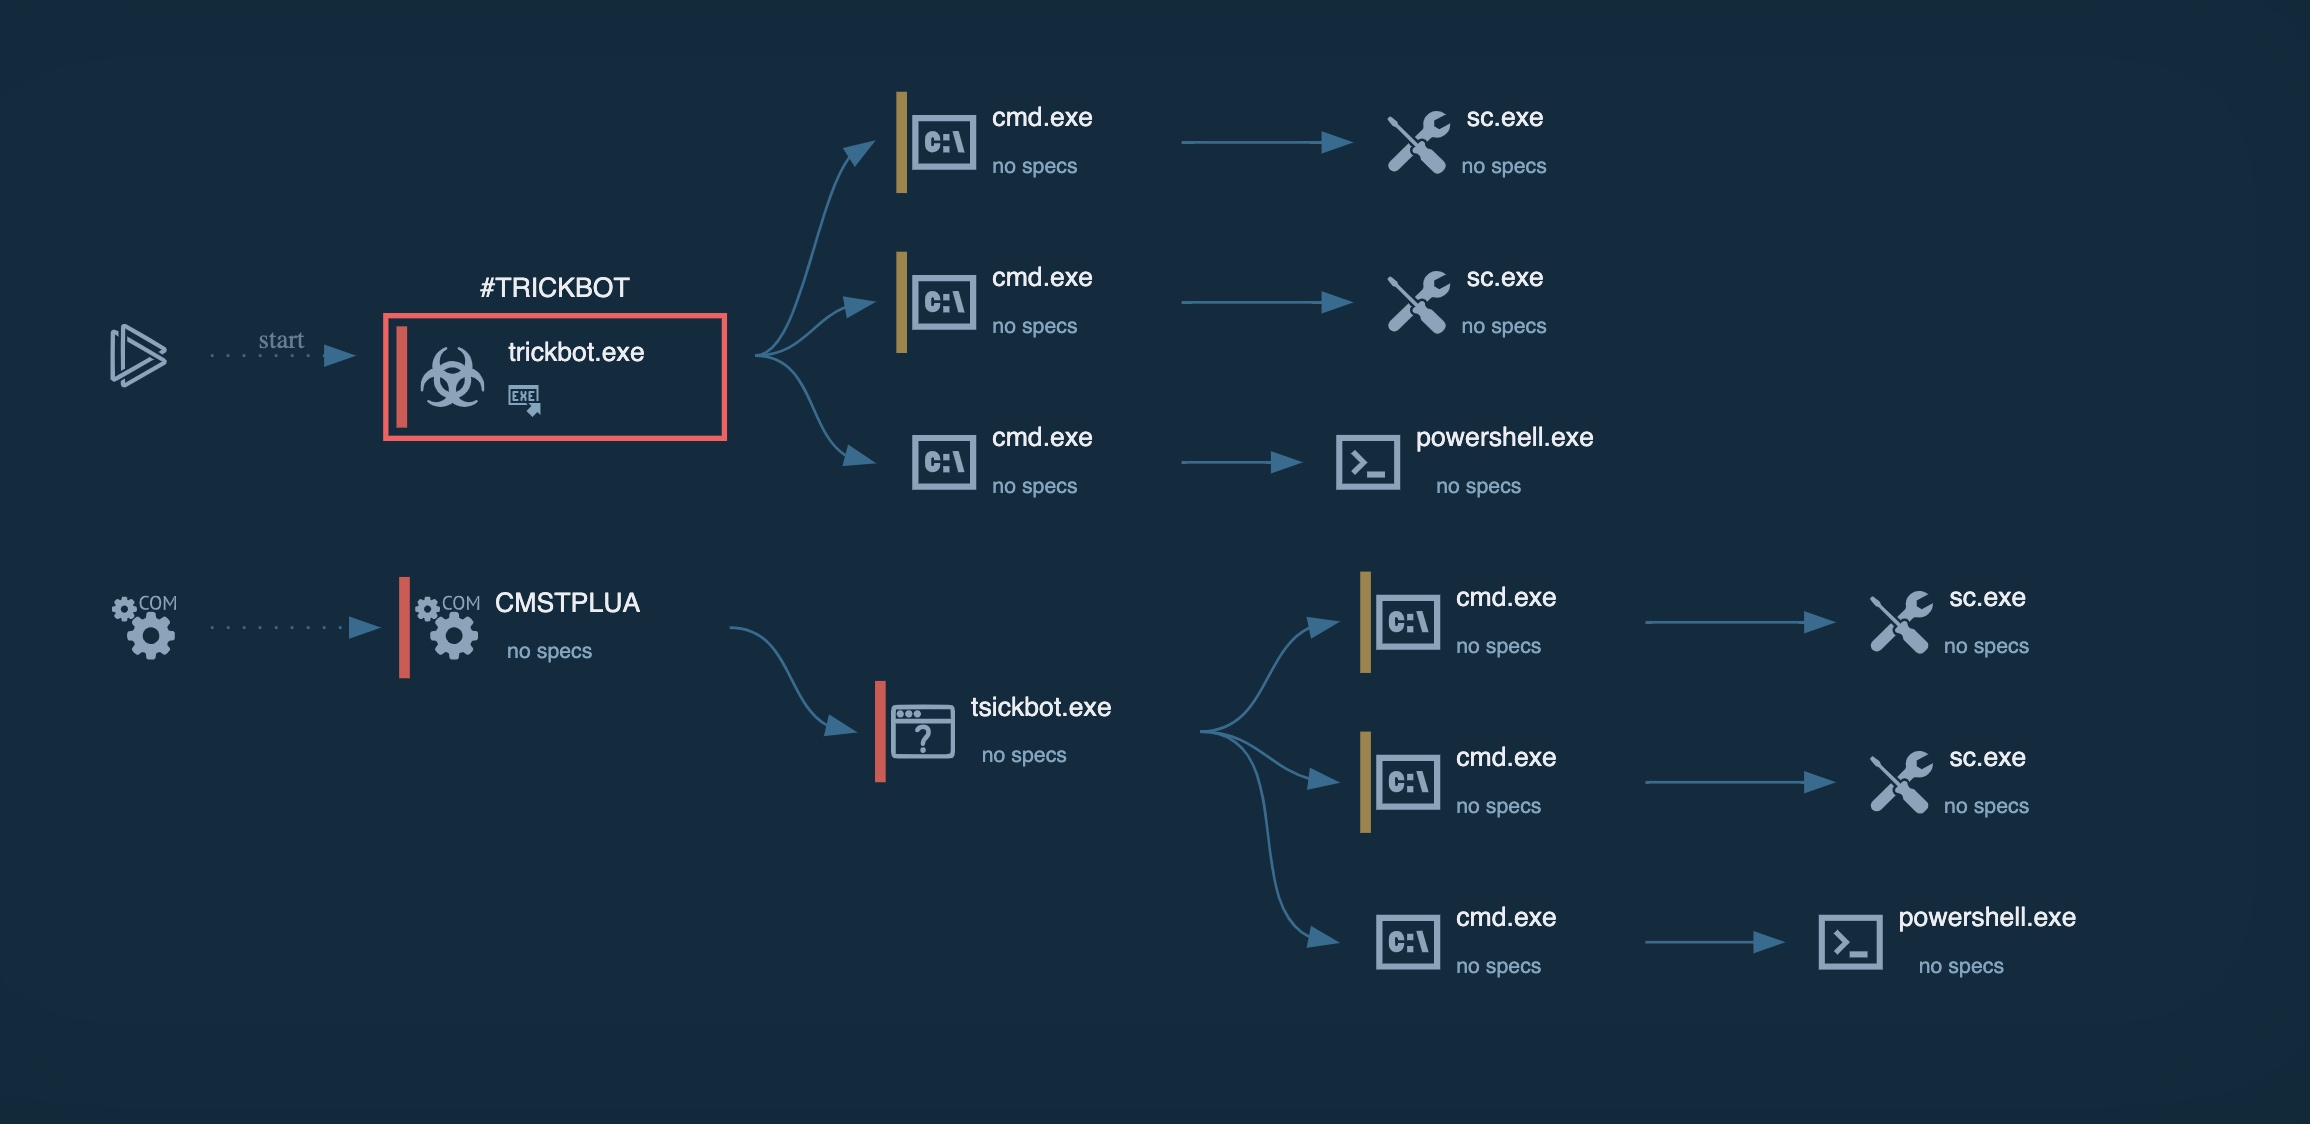 cmd.exe
no specs
sc.exe
no specs
cmd.exe
no specs
sc.exe
no specs
#TRICKBOT
start
trickbot.exe
EXE
cmd.exe
no specs
powershell.exe
no specs
COM
COM
CMSTPLUA
no specs
tsickbot.exe
no specs
cmd.exe
no specs
sc.exe
no specs
cmd.exe
no specs
sc.exe
no specs
cmd.exe
no specs
powershell.exe
no specs
C:\
C:\
C:\
>_
?
C:\
C:\
C:\
>_